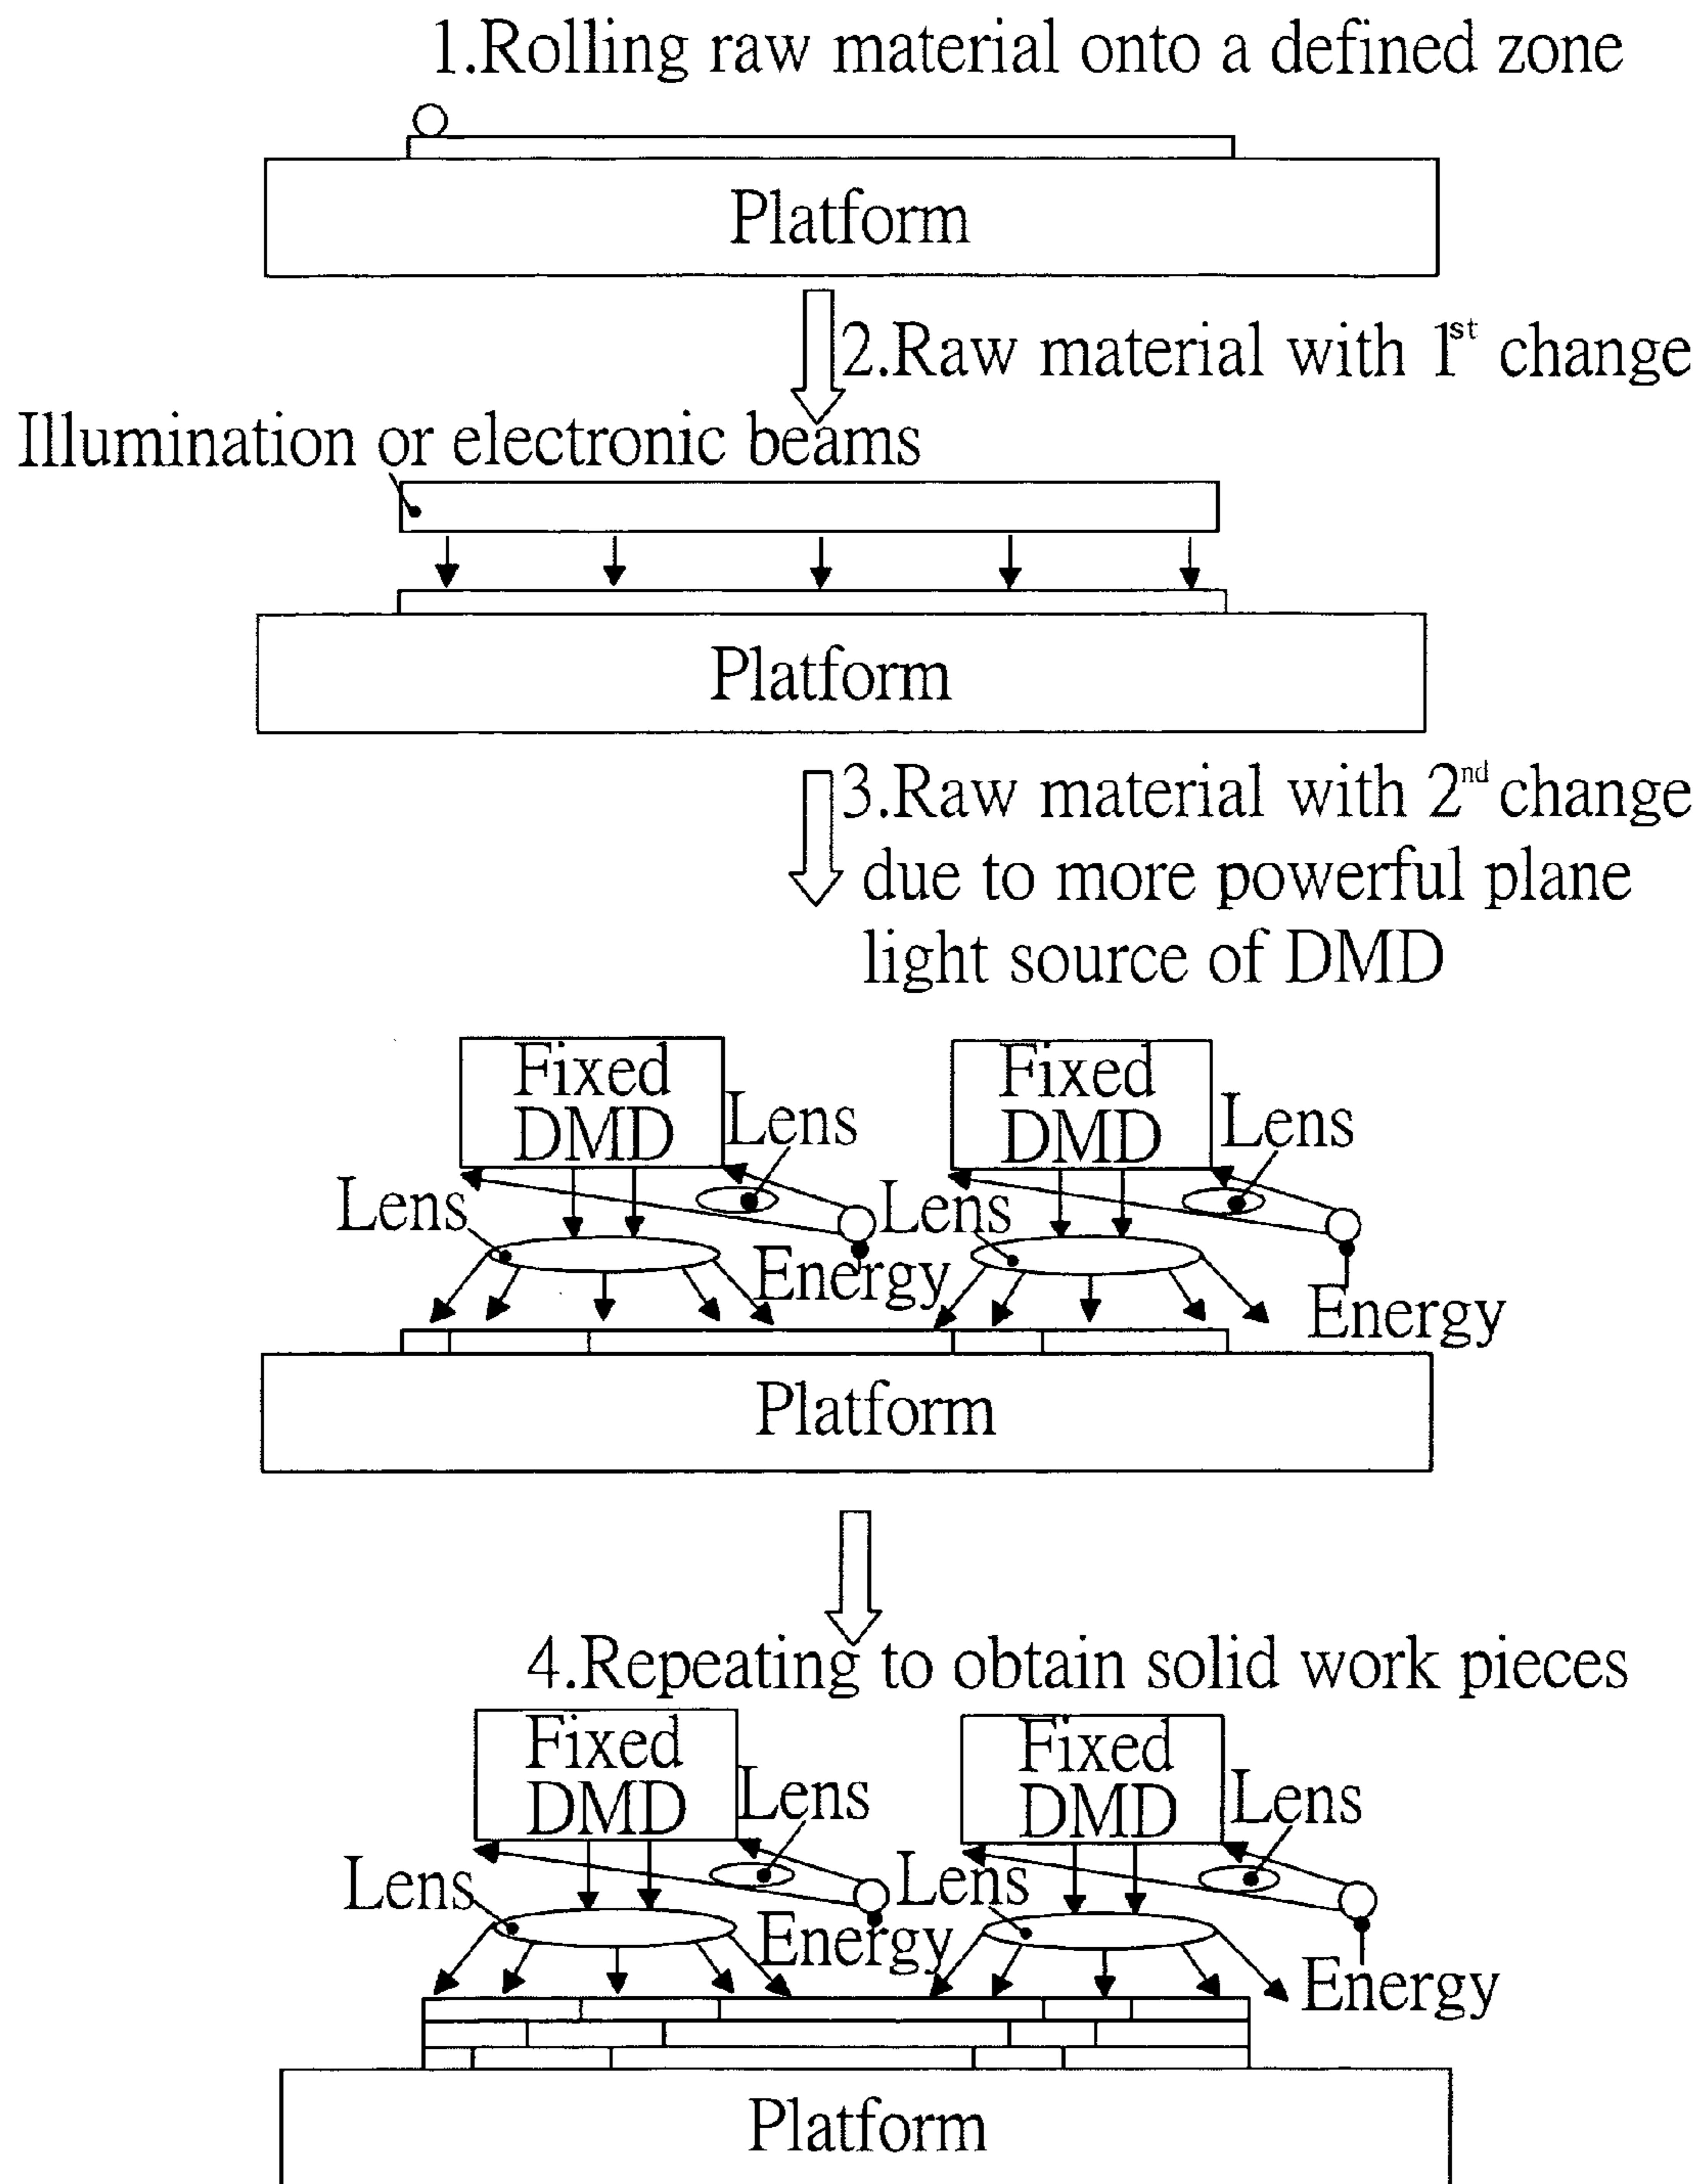 1.Rolling raw material onto a defined zone
Platform
2.Raw material with 1st change
Illumination or electronic beams
Platform
3.Raw material with 2nd change
due to more powerful plane
light source of DMD
Fixed
DMD
Lens
Lens
Energy
Fixed
DMD
Lens
Lens
Energy
Platform
4.Repeating to obtain solid work pieces
Fixed
DMD
Lens
Lens
Energy
Fixed
DMD
Lens
Lens
Energy
Platform